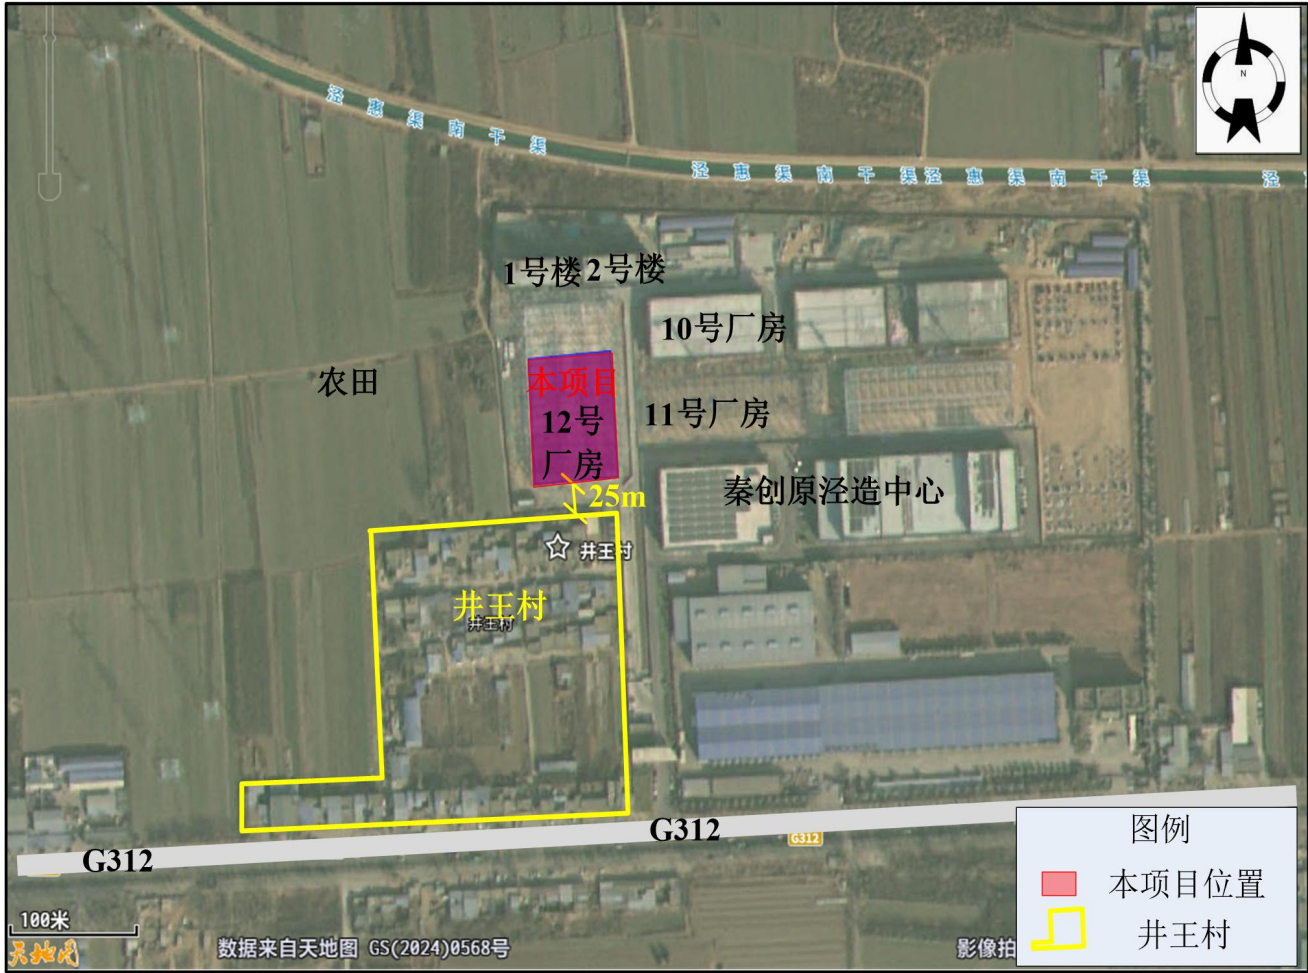 N
泾惠渠南干渠
泾惠渠南干渠
泾惠渠南干渠
泾
1号楼
2号楼
10号厂房
农田
本项目
12号
厂房
11号厂房
25m
秦创原泾造中心
井王村
井王村
井王村
G312
G312
G312
图例
本项目位置
井王村
100米
天地图
数据来自天地图 GS(2024)0568号
影像拍